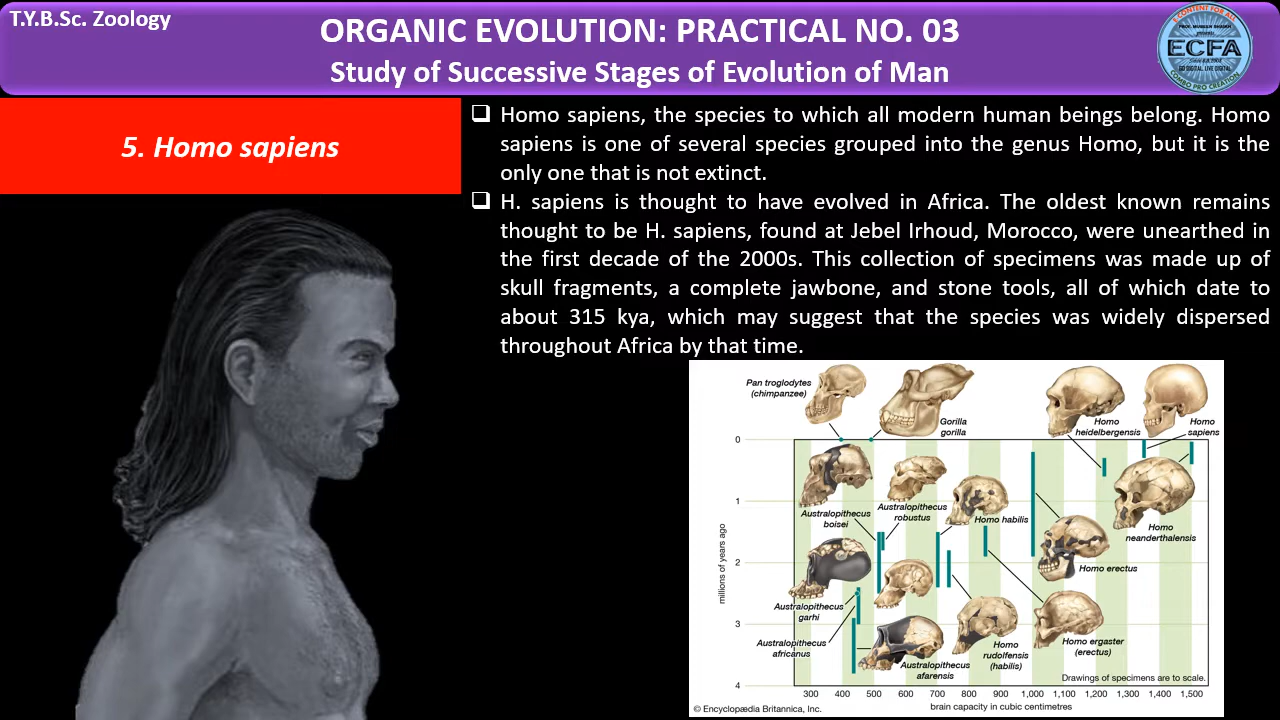 T.Y.B.Sc. Zoology
ORGANIC EVOLUTION: PRACTICAL NO. 03
Study of Successive Stages of Evolution of Man
E CONTENT FOR ALL
ECFA
GO DIGITAL, LIVE DIGITAL
COMBO PRO CREATION
5. Homo sapiens
❑ Homo sapiens, the species to which all modern human beings belong. Homo
sapiens is one of several species grouped into the genus Homo, but it is the
only one that is not extinct.
❑ H. sapiens is thought to have evolved in Africa. The oldest known remains
thought to be H. sapiens, found at Jebel Irhoud, Morocco, were unearthed in
the first decade of the 2000s. This collection of specimens was made up of
skull fragments, a complete jawbone, and stone tools, all of which date to
about 315 kya, which may suggest that the species was widely dispersed
throughout Africa by that time.
Pan troglodytes
(chimpanzee)
Gorilla
gorilla
Homo
heidelbergensis
Homo
sapiens
0
1
2
3
4
millions of years ago
Australopithecus
boisei
Australopithecus
robustus
Homo habilis
Homo
neanderthalensis
Homo erectus
Australopithecus
garhi
Australopithecus
africanus
Australopithecus
afarensis
Homo
rudolfensis
(habilis)
Homo ergaster
(erectus)
Drawings of specimens are to scale.
300 400 500 600 700 800 900 1,000 1,100 1,200 1,300 1,400 1,500
brain capacity in cubic centimetres
© Encyclopædia Britannica, Inc.